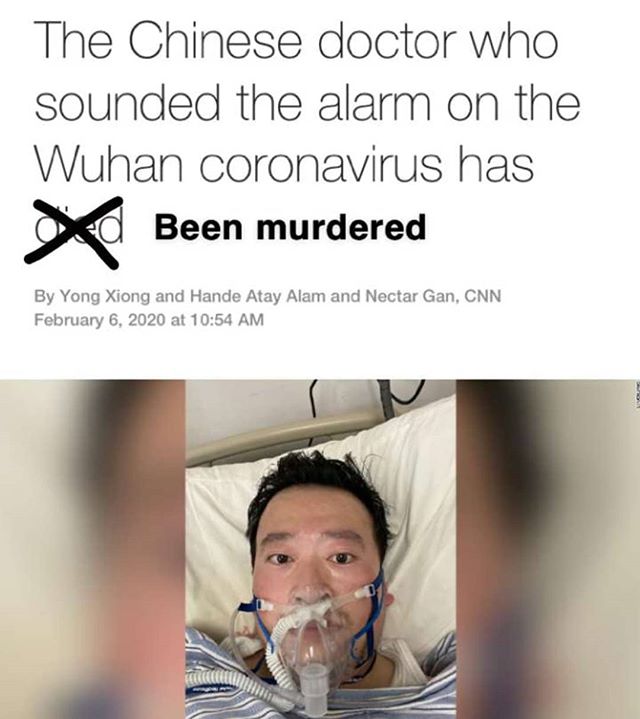 The Chinese doctor who
sounded the alarm on the
Wuhan coronavirus has
died Been murdered
By Yong Xiong and Hande Atay Alam and Nectar Gan, CNN
February 6, 2020 at 10:54 AM